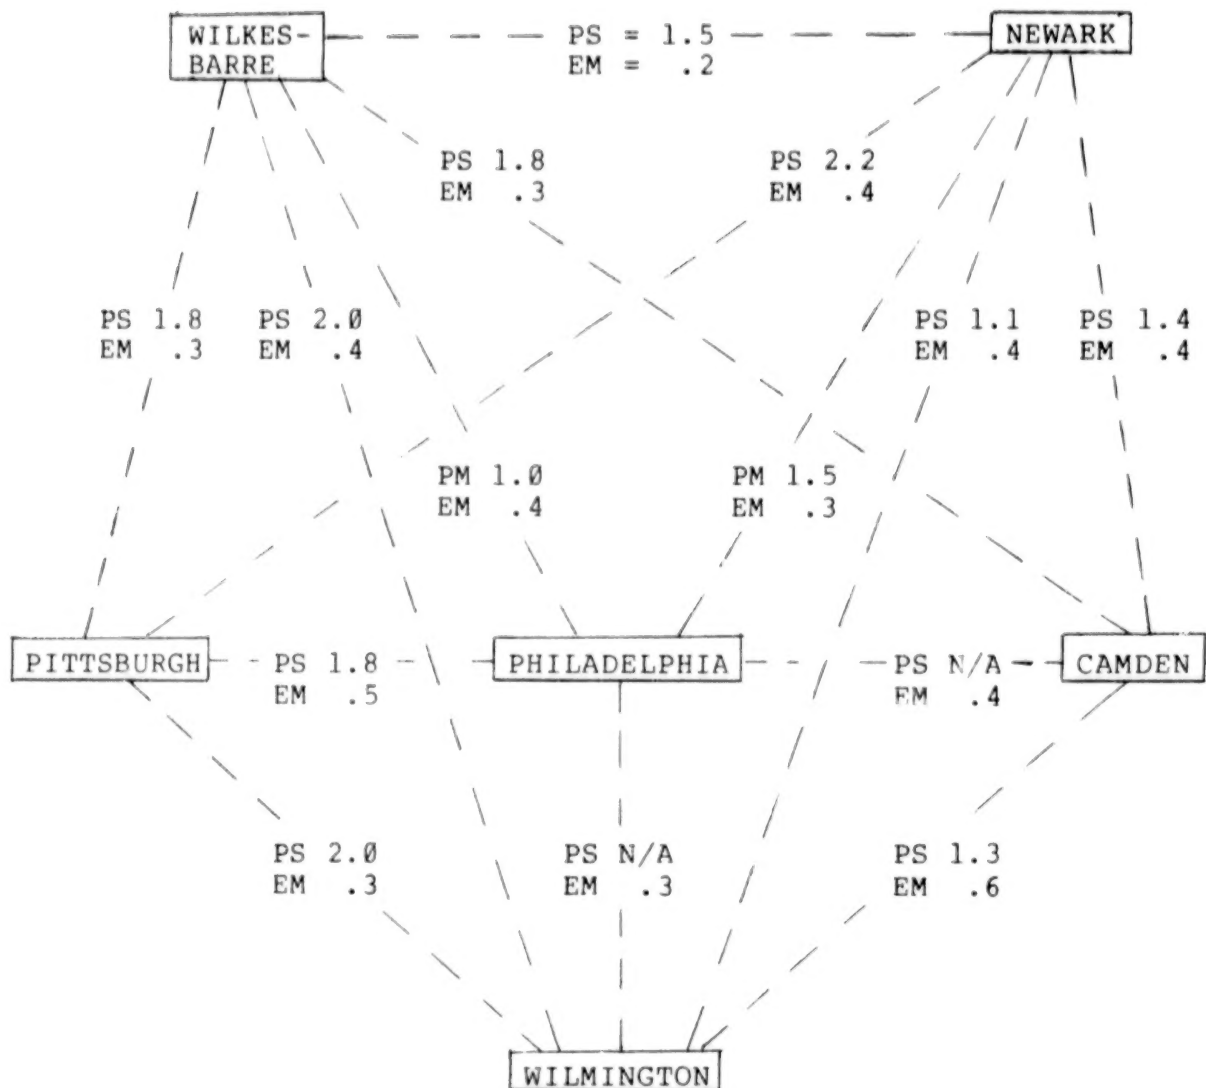 WILKES-
BARRE
PS = 1.5
EM = .2
NEWARK
PS 1.8
EM .3
PS 2.2
EM .4
PS 1.8
EM .3
PS 2.0
EM .4
PS 1.1
EM .4
PS 1.4
EM .4
PM 1.0
EM .4
PM 1.5
EM .3
PITTSBURGH
PS 1.8
EM .5
PHILADELPHIA
PS N/A
EM .4
CAMDEN
PS 2.0
EM .3
PS N/A
EM .3
PS 1.3
EM .6
WILMINGTON